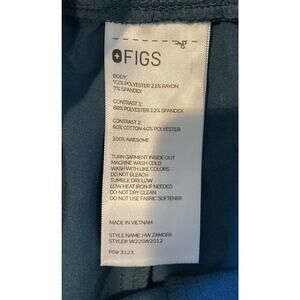 FIGS
BODY:
72% POLYESTER 21% RAYON
7% SPANDEX
CONTRAST 1:
88% POLYESTER 12% SPANDEX
CONTRAST 2:
60% COTTON 40% POLYESTER
100% AWESOME
TURN GARMENT INSIDE OUT
MACHINE WASH COLD
WASH WITH LIKE COLORS
DO NOT BLEACH
TUMBLE DRY LOW
LOW HEAT IRON IF NEEDED
DO NOT DRY CLEAN
DO NOT USE FABRIC SOFTENER
MADE IN VIETNAM
STYLE NAME: HW ZAMORA
STYLE# W22SW2012
PO# 3123